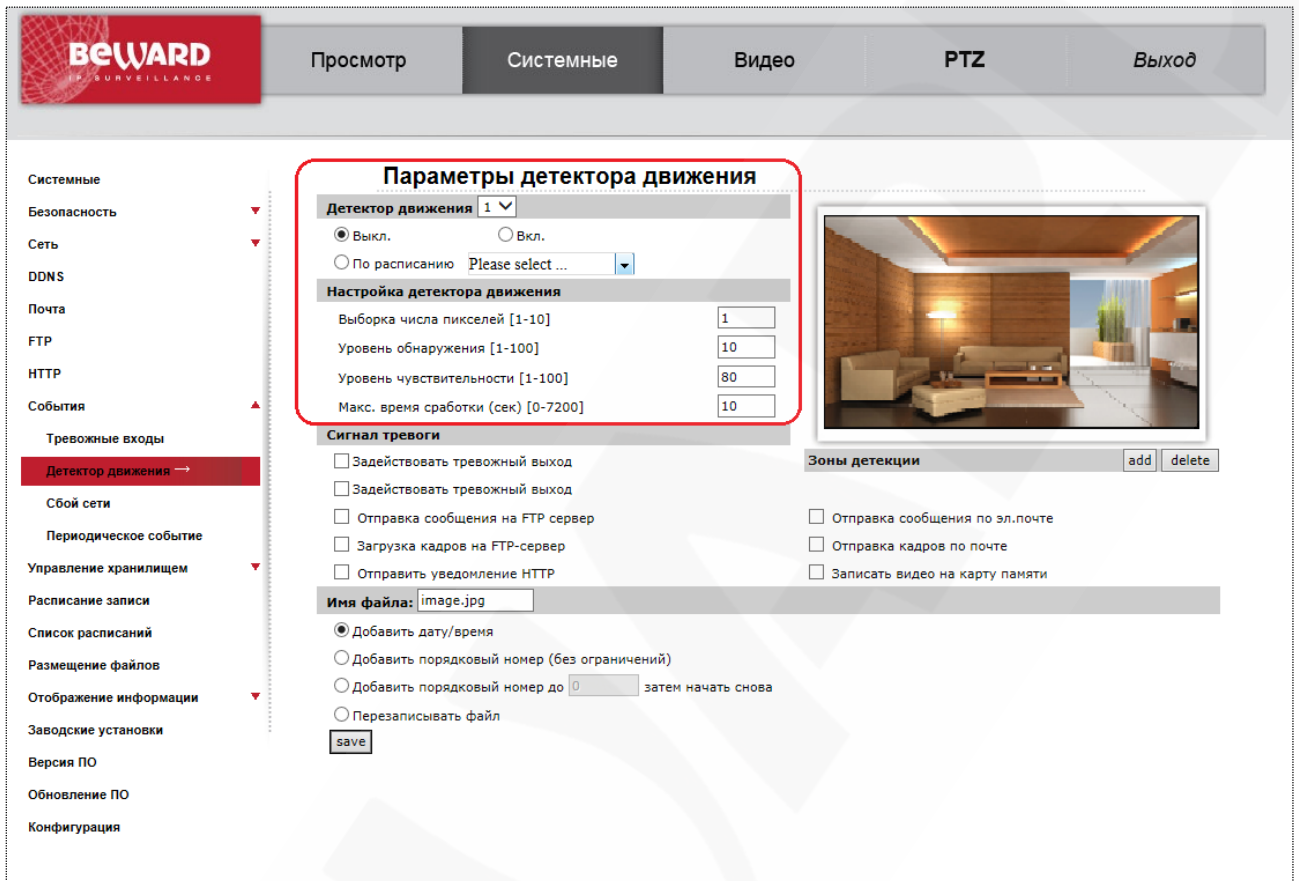 BEWARD
IP SURVEILLANCE
Просмотр Системные Видео PTZ Выход
Системные
Безопасность
Сеть
DDNS
Почта
FTP
HTTP
События
Тревожные входы
Детектор движения →
Сбой сети
Периодическое событие
Управление хранилищем
Расписание записи
Список расписаний
Размещение файлов
Отображение информации
Заводские установки
Версия ПО
Обновление ПО
Конфигурация
Параметры детектора движения
Детектор движения 1
Выкл. Вкл.
По расписанию Please select ...
Настройка детектора движения
Выборка числа пикселей [1-10] 1
Уровень обнаружения [1-100] 10
Уровень чувствительности [1-100] 80
Макс. время сработки (сек) [0-7200] 10
Сигнал тревоги
Зоны детекции add delete
Задействовать тревожный выход
Задействовать тревожный выход
Отправка сообщения на FTP сервер Отправка сообщения по эл.почте
Загрузка кадров на FTP-сервер Отправка кадров по почте
Отправить уведомление HTTP Записать видео на карту памяти
Имя файла: image.jpg
Добавить дату/время
Добавить порядковый номер (без ограничений)
Добавить порядковый номер до 0 затем начать снова
Перезаписывать файл
save